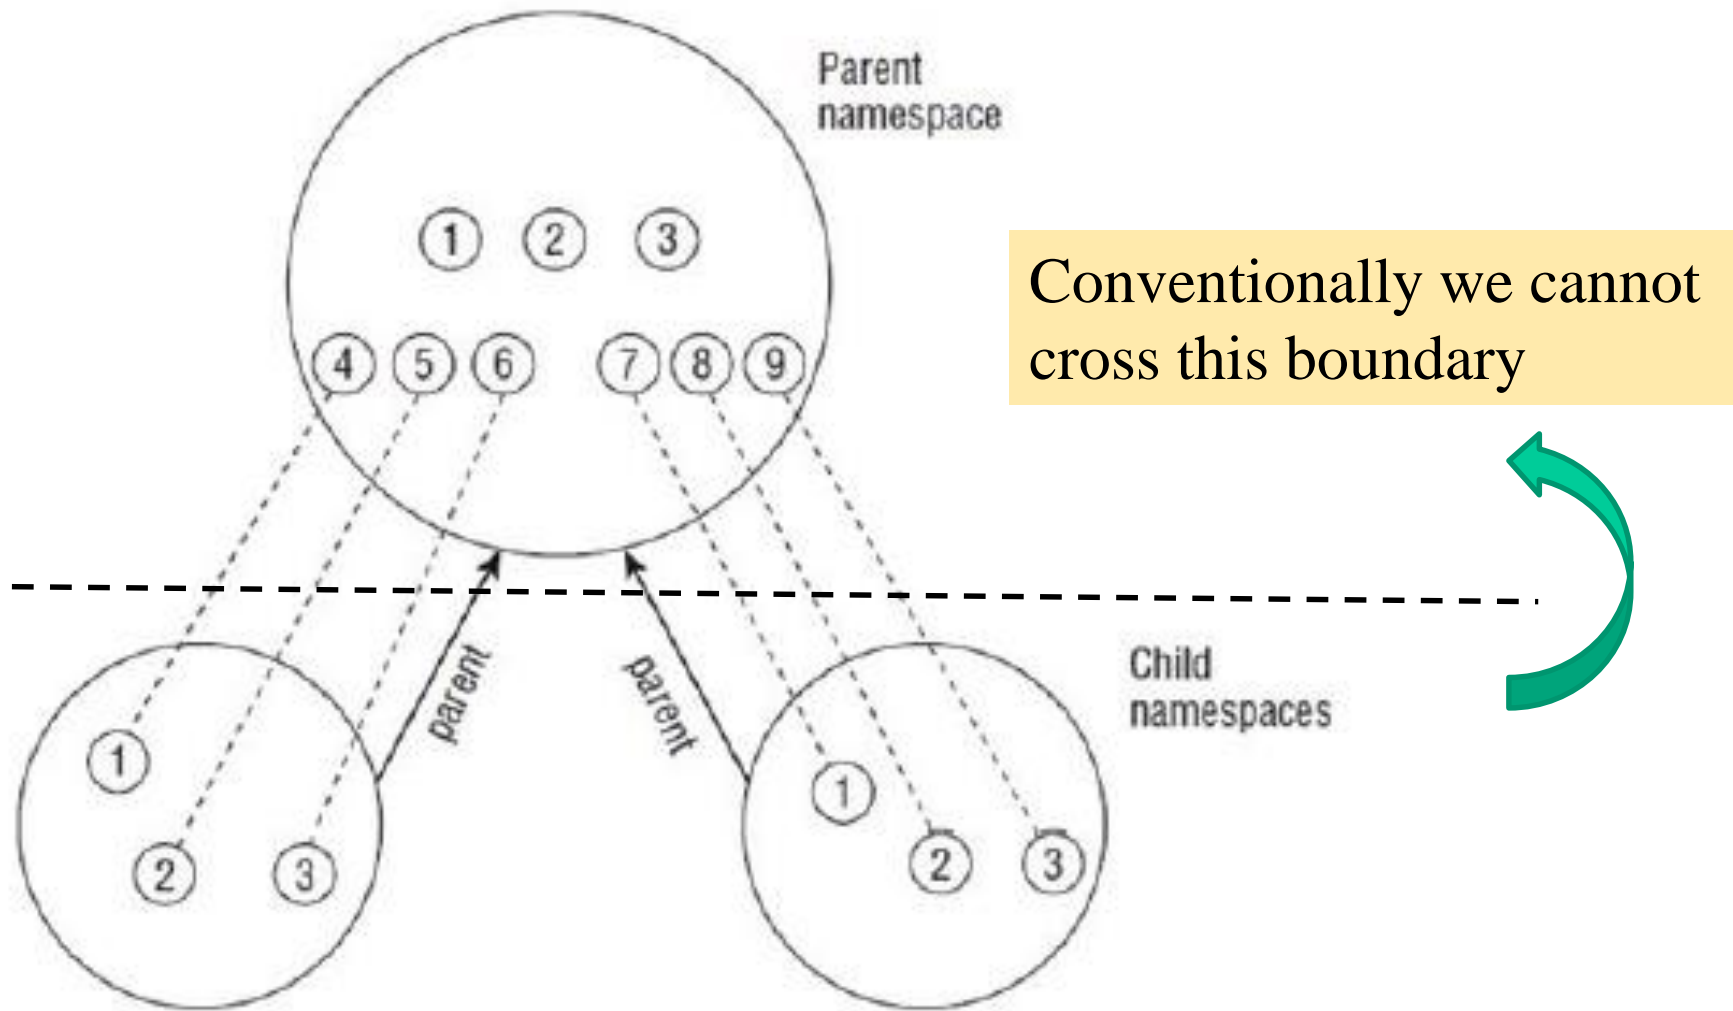 Parent
namespace
1 2 3
Conventionally we cannot
cross this boundary
4 5 6 7 8 9
parent
parent
Child
namespaces
1
2 3
1
2 3